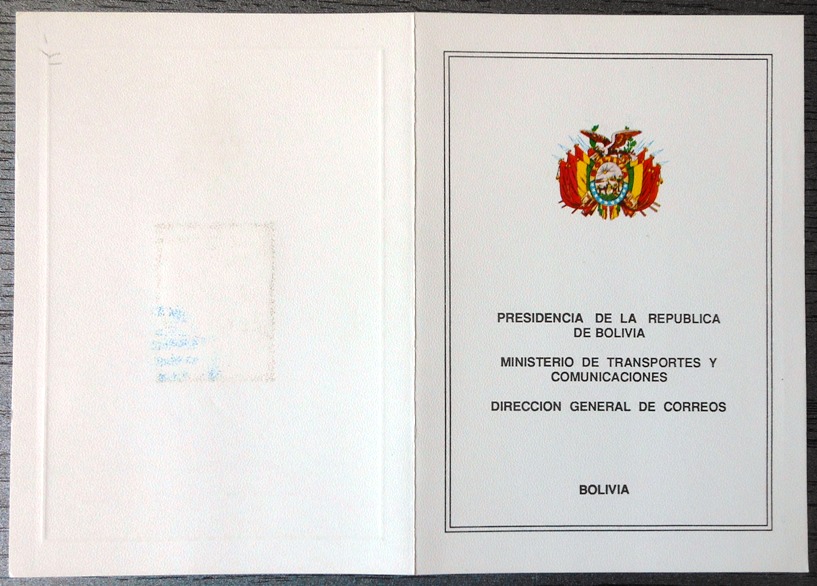 PRESIDENCIA DE LA REPUBLICA
DE BOLIVIA
MINISTERIO DE TRANSPORTES Y
COMUNICACIONES
DIRECCION GENERAL DE CORREOS
BOLIVIA